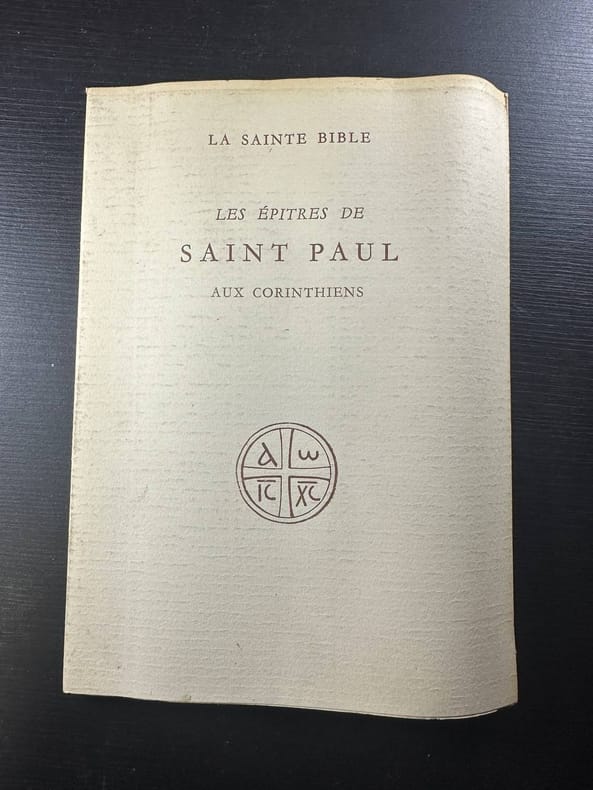 LA SAINTE BIBLE
LES ÉPITRES DE
SAINT PAUL
AUX CORINTHIENS
α ω
IC XC